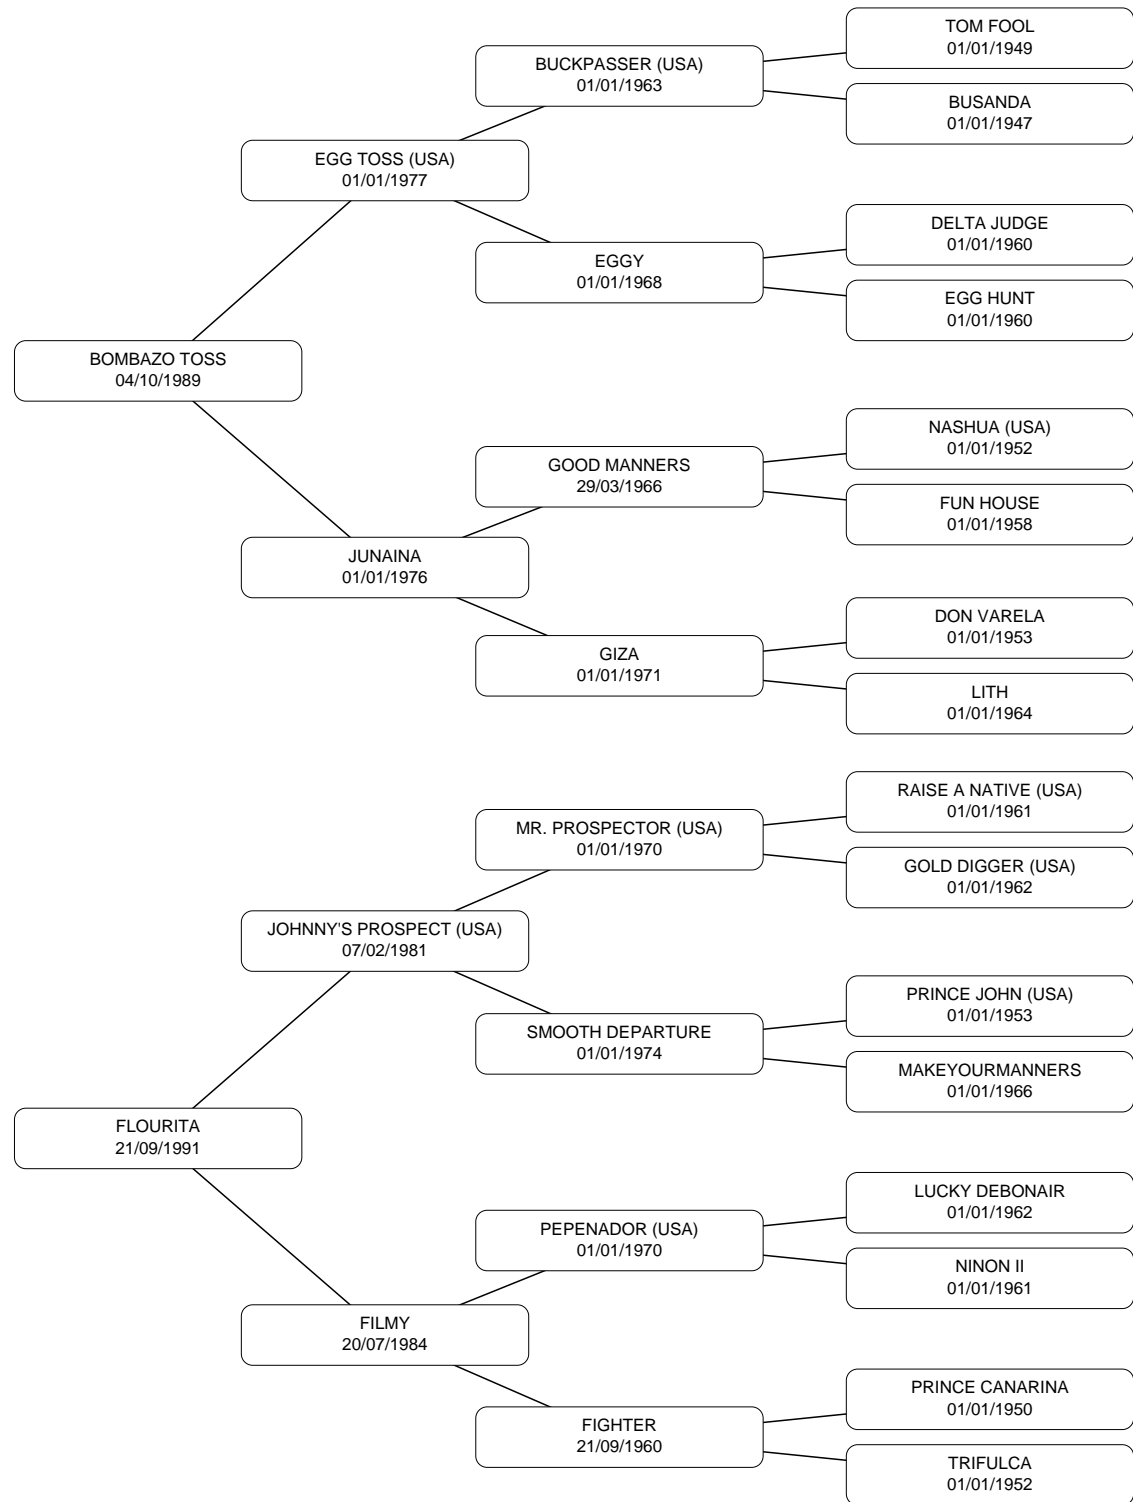 TOM FOOL
01/01/1949
BUCKPASSER (USA)
01/01/1963
BUSANDA
01/01/1947
EGG TOSS (USA)
01/01/1977
DELTA JUDGE
01/01/1960
EGGY
01/01/1968
EGG HUNT
01/01/1960
BOMBAZO TOSS
04/10/1989
NASHUA (USA)
01/01/1952
GOOD MANNERS
29/03/1966
FUN HOUSE
01/01/1958
JUNAINA
01/01/1976
DON VARELA
01/01/1953
GIZA
01/01/1971
LITH
01/01/1964
RAISE A NATIVE (USA)
01/01/1961
MR. PROSPECTOR (USA)
01/01/1970
GOLD DIGGER (USA)
01/01/1962
JOHNNY'S PROSPECT (USA)
07/02/1981
PRINCE JOHN (USA)
01/01/1953
SMOOTH DEPARTURE
01/01/1974
MAKEYOURMANNERS
01/01/1966
FLOURITA
21/09/1991
LUCKY DEBONAIR
01/01/1962
PEPENADOR (USA)
01/01/1970
NINON II
01/01/1961
FILMY
20/07/1984
PRINCE CANARINA
01/01/1950
FIGHTER
21/09/1960
TRIFULCA
01/01/1952